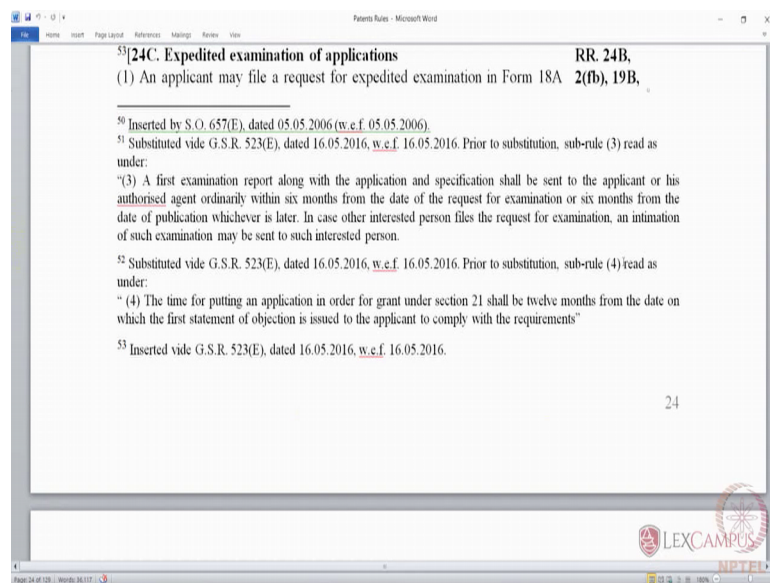 Patents Rules - Microsoft Word
File Home Insert Page Layout References Mailings Review View
53[24C. Expedited examination of applications RR. 24B,
(1) An applicant may file a request for expedited examination in Form 18A 2(fb), 19B,
50 Inserted by S.O. 657(E), dated 05.05.2006 (w.e.f. 05.05.2006).
51 Substituted vide G.S.R. 523(E), dated 16.05.2016, w.e.f. 16.05.2016. Prior to substitution, sub-rule (3) read as
under:
“(3) A first examination report along with the application and specification shall be sent to the applicant or his
authorised agent ordinarily within six months from the date of the request for examination or six months from the
date of publication whichever is later. In case other interested person files the request for examination, an intimation
of such examination may be sent to such interested person.
52 Substituted vide G.S.R. 523(E), dated 16.05.2016, w.e.f. 16.05.2016. Prior to substitution, sub-rule (4) read as
under:
“ (4) The time for putting an application in order for grant under section 21 shall be twelve months from the date on
which the first statement of objection is issued to the applicant to comply with the requirements”
53 Inserted vide G.S.R. 523(E), dated 16.05.2016, w.e.f. 16.05.2016.
24
LEXCAMPUS
NPTEL
Page: 24 of 129 Words: 36,117 100%